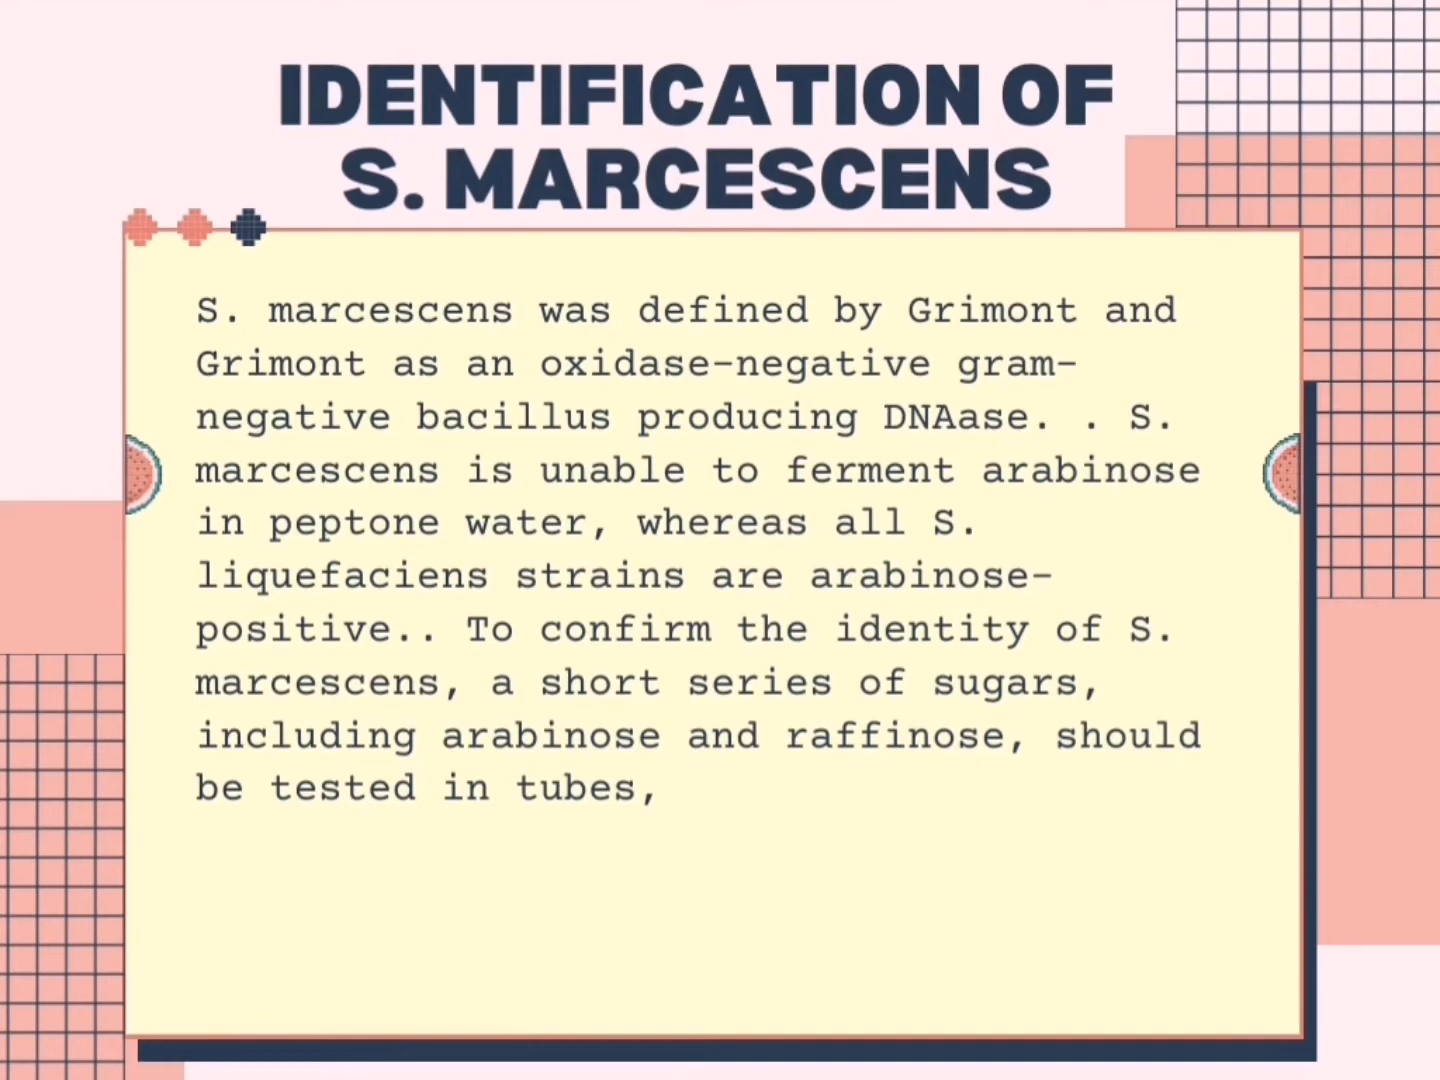 IDENTIFICATION OF
S. MARCESCENS
S. marcescens was defined by Grimont and
Grimont as an oxidase-negative gram-
negative bacillus producing DNAase. . S.
marcescens is unable to ferment arabinose
in peptone water, whereas all S.
liquefaciens strains are arabinose-
positive.. To confirm the identity of S.
marcescens, a short series of sugars,
including arabinose and raffinose, should
be tested in tubes,